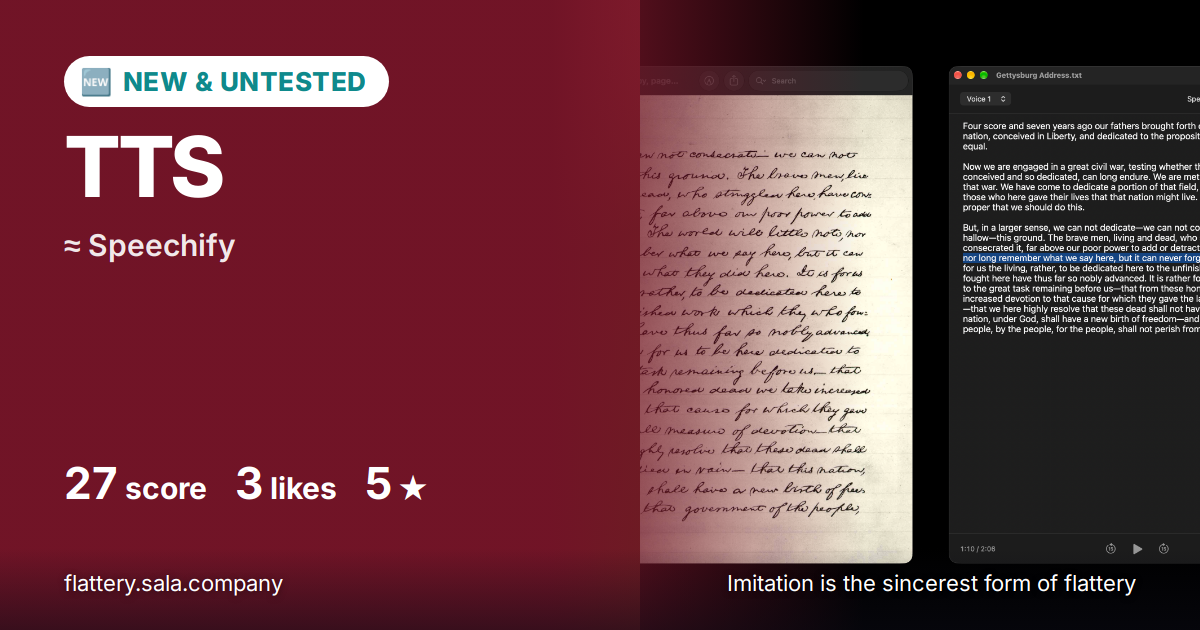 🆕 NEW & UNTESTED
TTS
≈ Speechify
27 score 3 likes 5 ★
flattery.sala.company
page...
Search
not consecrate— we can not
this ground. The brave men, live
ead, who struggled here, have con-
far above our poor power to add
The world will little note, nor
ber what we say here, but it can
what they did here. It is for us
rather, to be dedicated here to
ished work which they who fou-
have thus far so nobly advanced
for us to be here dedicated to
task remaining before us— that
honored dead we take increased
that cause for which they gave
ll measure of devotion— that
ghly resolve that these dead shall
died in vain— that this nation,
shall have a new birth of free-
that government of the people,
Gettysburg Address.txt
Voice 1
Spe
Four score and seven years ago our fathers brought forth
nation, conceived in Liberty, and dedicated to the proposit
equal.
Now we are engaged in a great civil war, testing whether th
conceived and so dedicated, can long endure. We are met
that war. We have come to dedicate a portion of that field,
those who here gave their lives that that nation might live.
proper that we should do this.
But, in a larger sense, we can not dedicate—we can not co
hallow—this ground. The brave men, living and dead, who
consecrated it, far above our poor power to add or detract
nor long remember what we say here, but it can never forg
for us the living, rather, to be dedicated here to the unfinis
fought here have thus far so nobly advanced. It is rather fo
to the great task remaining before us—that from these hon
increased devotion to that cause for which they gave the la
—that we here highly resolve that these dead shall not hav
nation, under God, shall have a new birth of freedom—and
people, by the people, for the people, shall not perish from
1:10 / 2:06
15
15
Imitation is the sincerest form of flattery